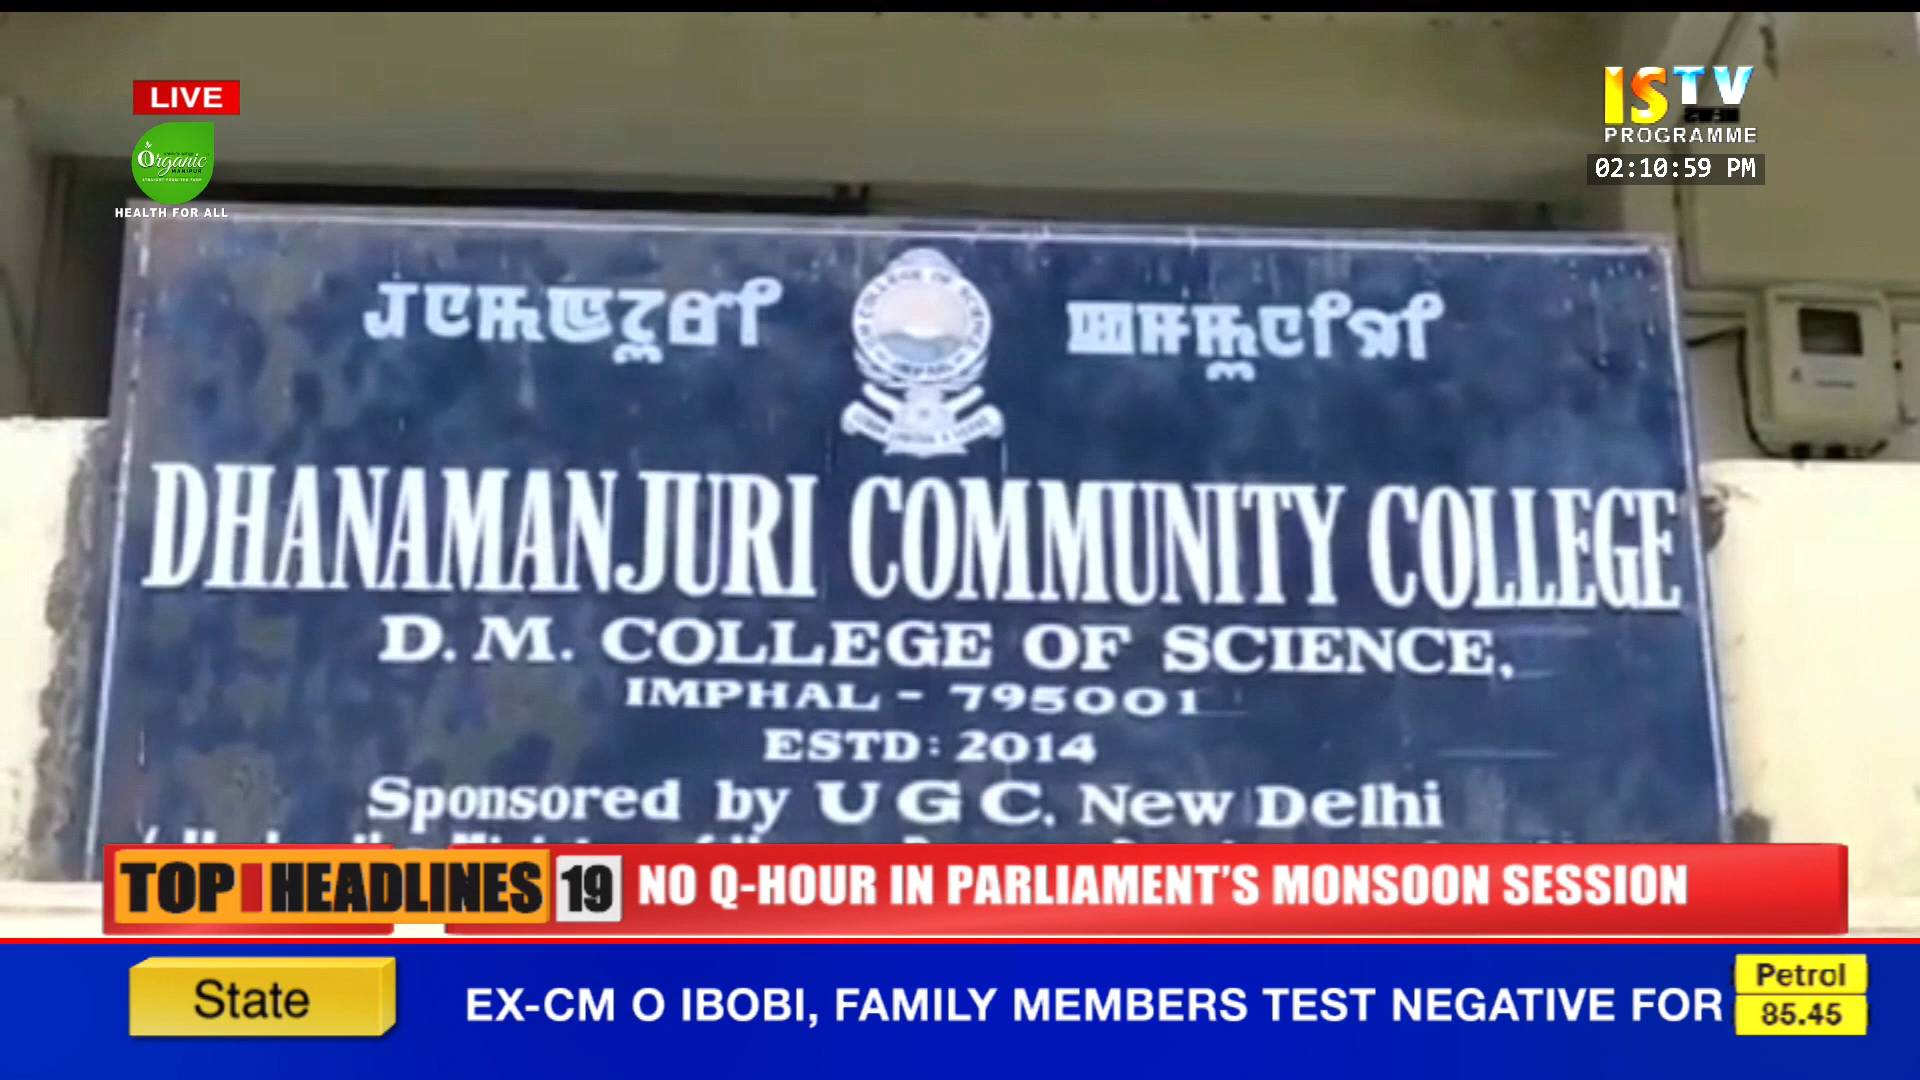 LIVE
Organic
MANIPUR
HEALTH FOR ALL
ISTV
PROGRAMME
02:10:59 PM
DHANAMANJURI COMMUNITY COLLEGE
D. M. COLLEGE OF SCIENCE,
IMPHAL - 795001
ESTD: 2014
Sponsored by UGC, New Delhi
TOP HEADLINES 19 NO Q-HOUR IN PARLIAMENT'S MONSOON SESSION
State EX-CM O IBOBI, FAMILY MEMBERS TEST NEGATIVE FOR
Petrol
85.45